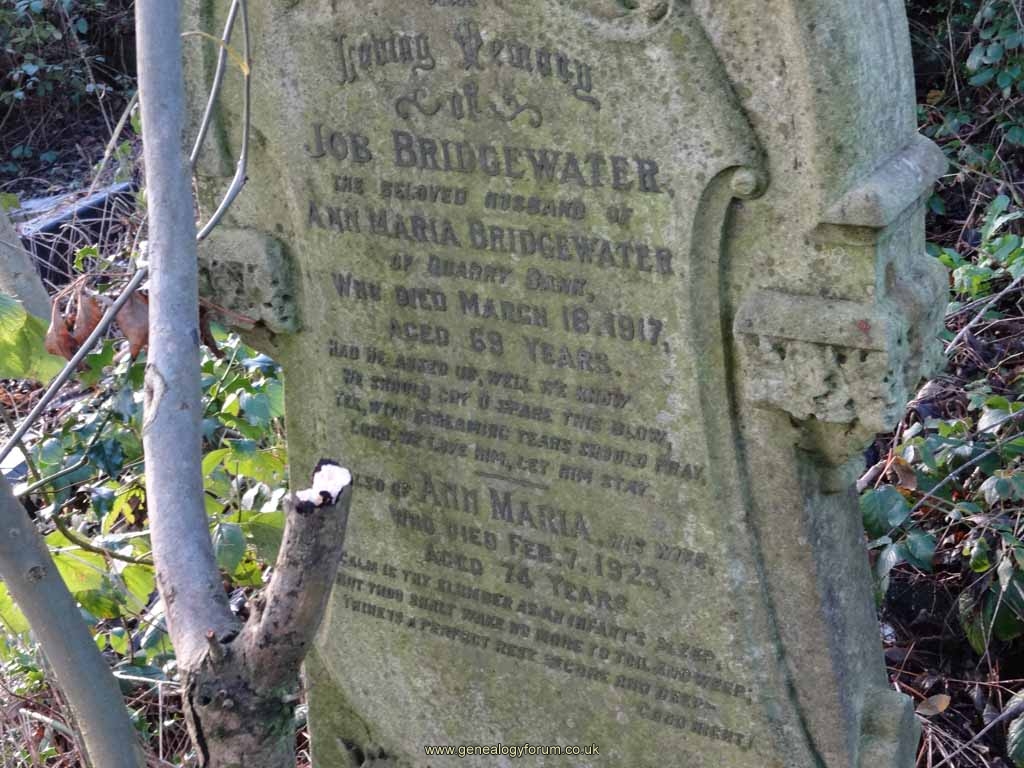 Loving Memory
of
JOB BRIDGEWATER,
THE BELOVED HUSBAND OF
ANN MARIA BRIDGEWATER
OF QUARRY BANK,
WHO DIED MARCH 18, 1917,
AGED 69 YEARS.
HAD HE ASKED US, WELL WE KNOW
WE SHOULD CRY O SPARE THIS BLOW,
YES, WITH STREAMING TEARS SHOULD PRAY,
LORD, WE LOVE HIM, LET HIM STAY.
ALSO OF ANN MARIA, HIS WIFE,
WHO DIED FEB. 7, 1923,
AGED 74 YEARS
CALM IS THY SLUMBER AS AN INFANT'S SLEEP,
BUT THOU SHALT WAKE NO MORE TO TOIL AND WEEP
THINE IS A PERFECT REST SECURE AND DEEP
GOOD NIGHT.
www.genealogyforum.co.uk